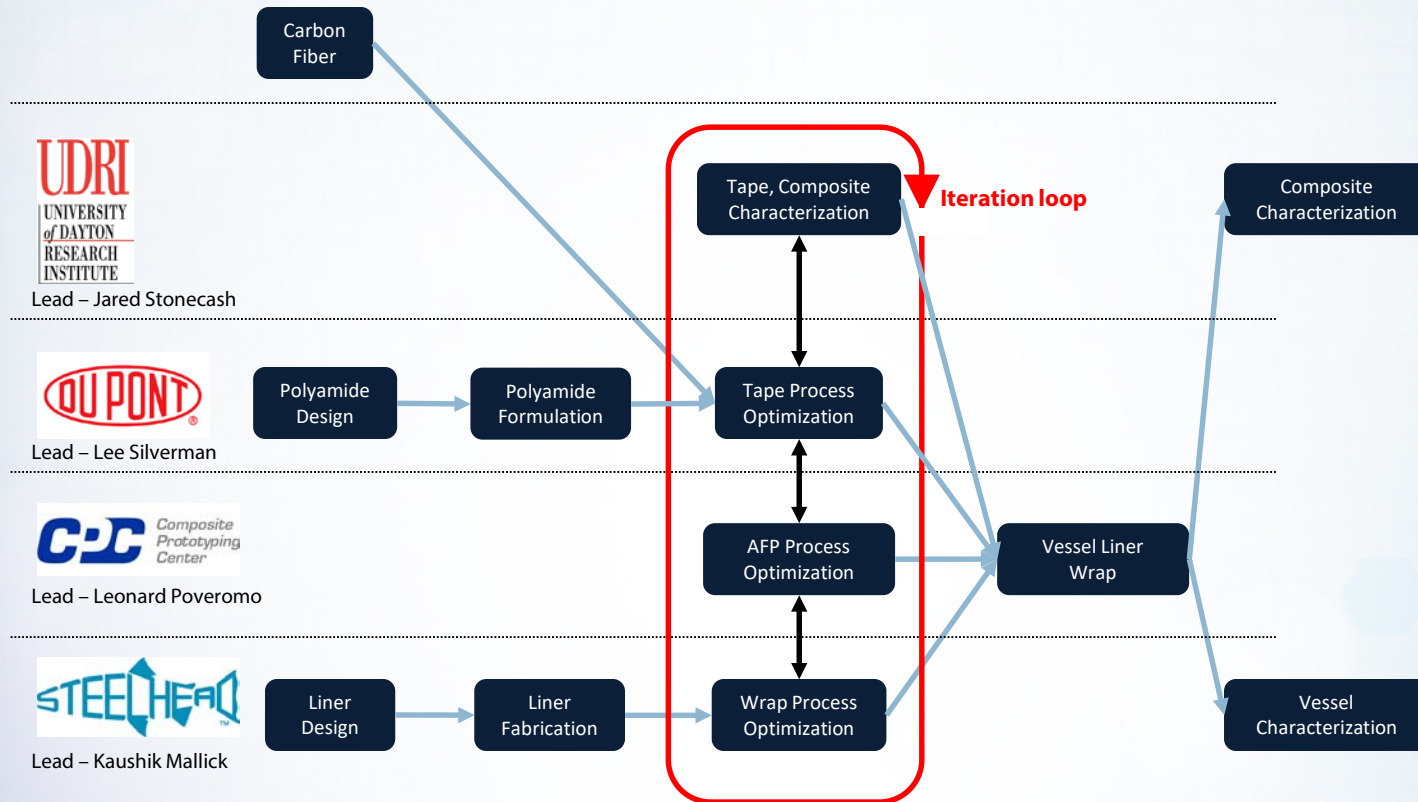 Carbon
Fiber
UDRI
UNIVERSITY
of DAYTON
RESEARCH
INSTITUTE
Lead – Jared Stonecash
Tape, Composite
Characterization
Iteration loop
Composite
Characterization
DU PONT
®
Lead – Lee Silverman
Polyamide
Design
Polyamide
Formulation
Tape Process
Optimization
CPC
Composite
Prototyping
Center
Lead – Leonard Poveromo
AFP Process
Optimization
Vessel Liner
Wrap
STEELHEAD
TM
Lead – Kaushik Mallick
Liner
Design
Liner
Fabrication
Wrap Process
Optimization
Vessel
Characterization